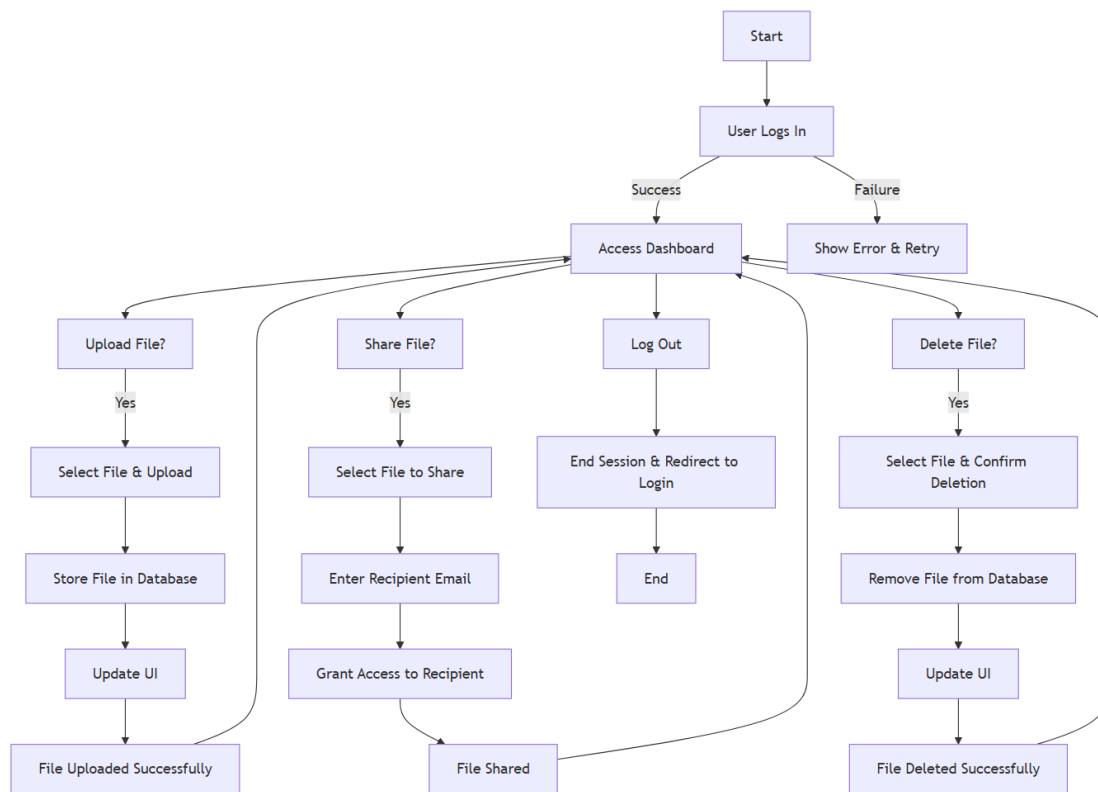 Start
User Logs In
Success
Failure
Access Dashboard
Show Error & Retry
Upload File?
Share File?
Log Out
Delete File?
Yes
Yes
Yes
Select File & Upload
Select File to Share
End Session & Redirect to
Login
Select File & Confirm
Deletion
Store File in Database
Enter Recipient Email
End
Remove File from Database
Update UI
Grant Access to Recipient
Update UI
File Uploaded Successfully
File Shared
File Deleted Successfully